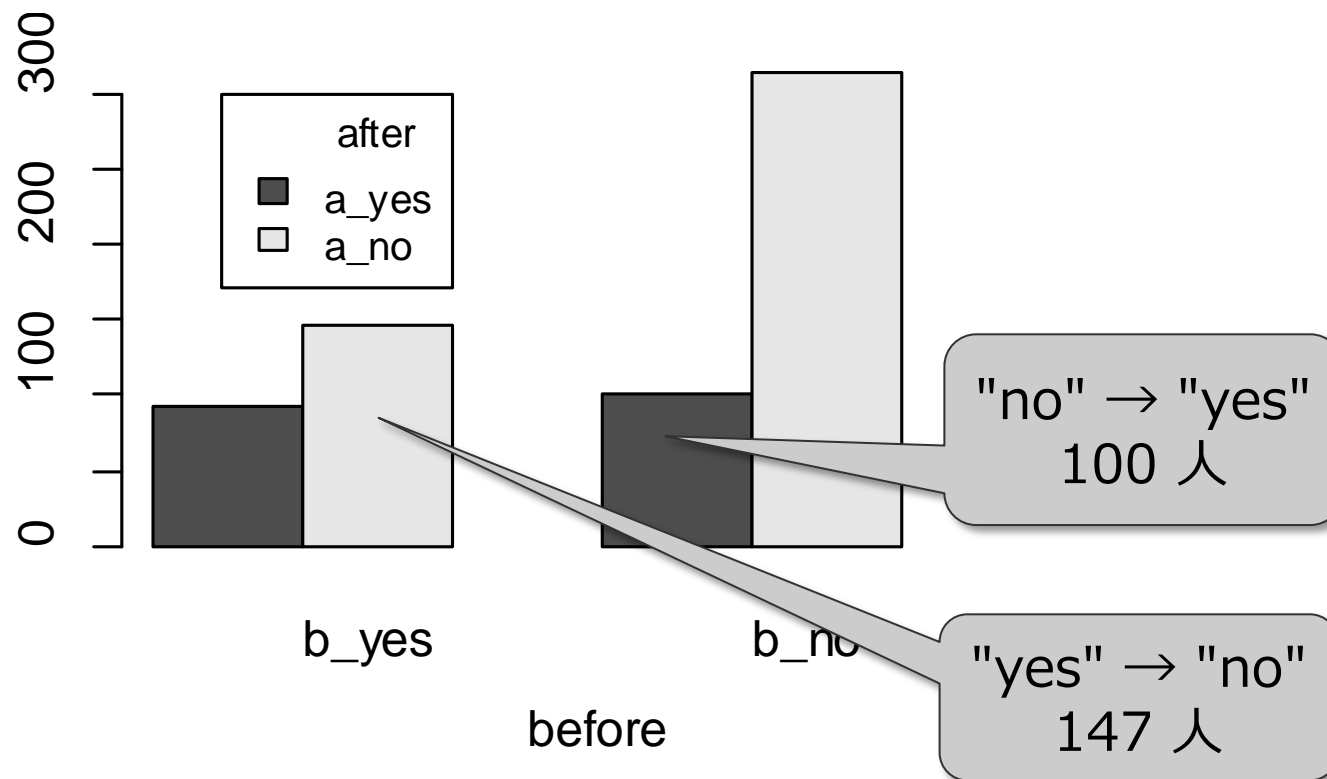 300
200
100
0
after
a_yes
a_no
b_yes
b_no
before
"no" → "yes"
100 人
"yes" → "no"
147 人